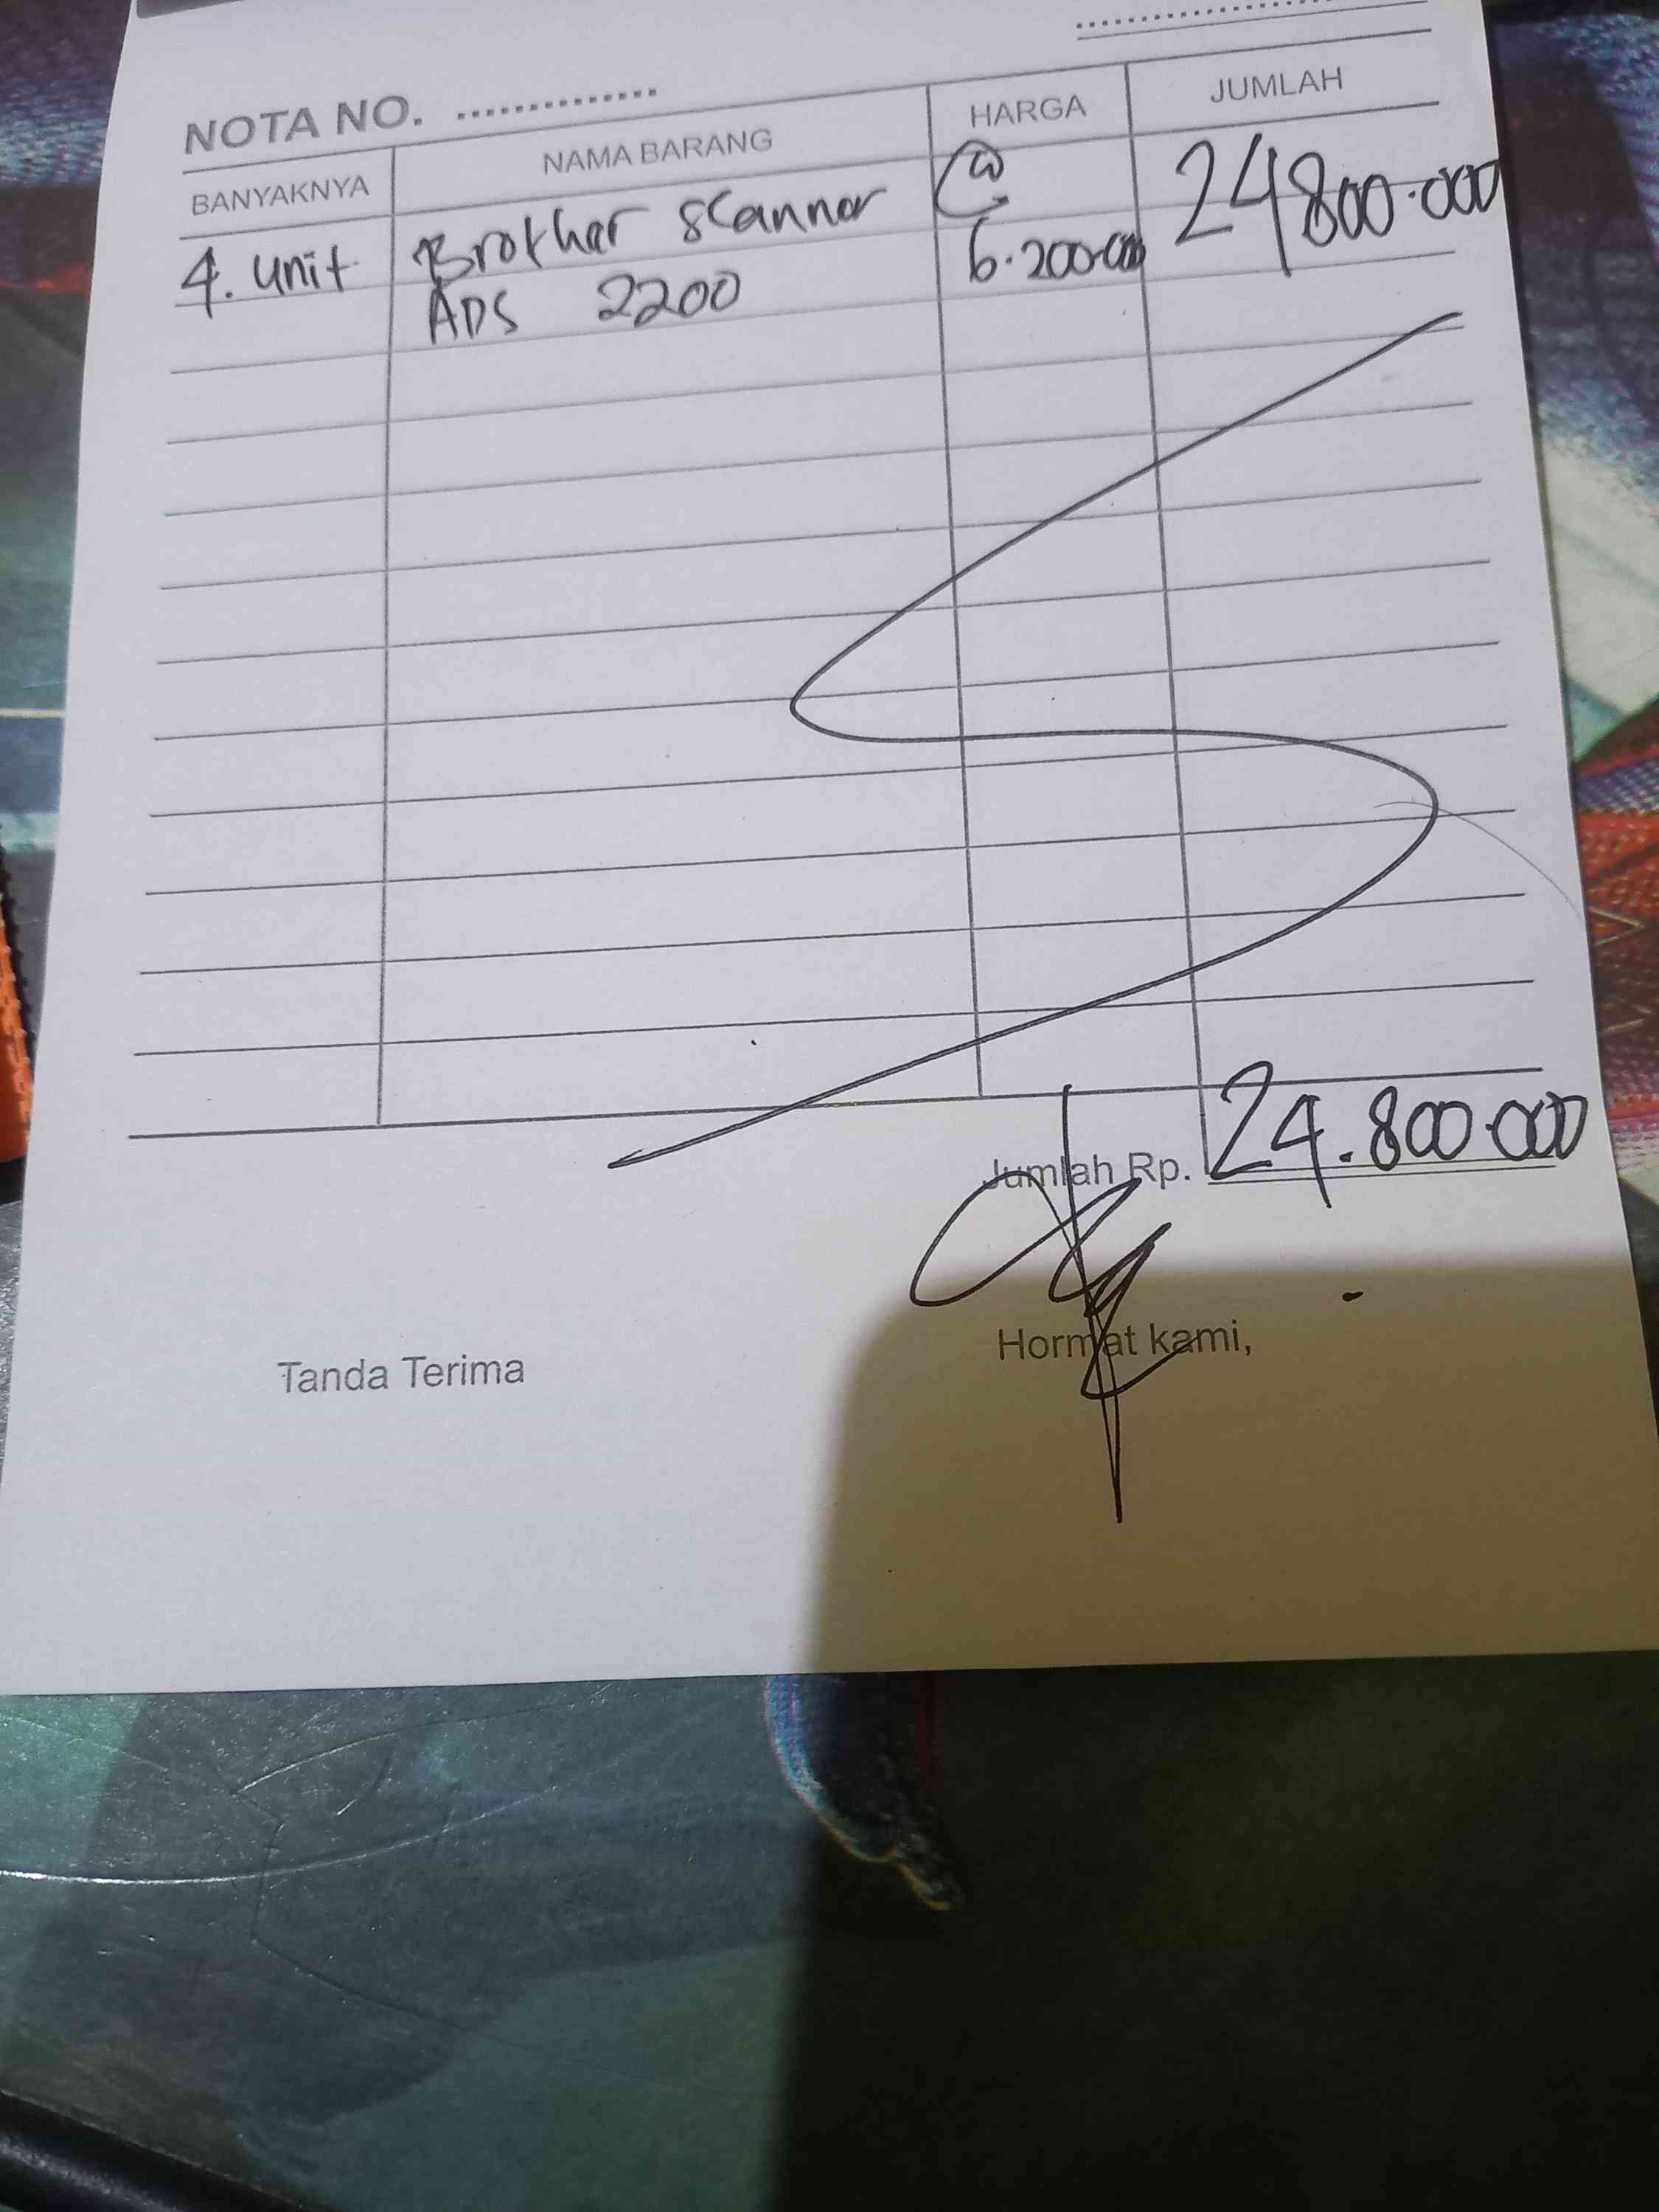 NOTA NO. ..............
BANYAKNYA NAMA BARANG HARGA JUMLAH
4. unit Brother scanner @ 24800.000
ADS 2200 6.200.000
Jumlah Rp. 24.800.000
Tanda Terima Hormat kami,